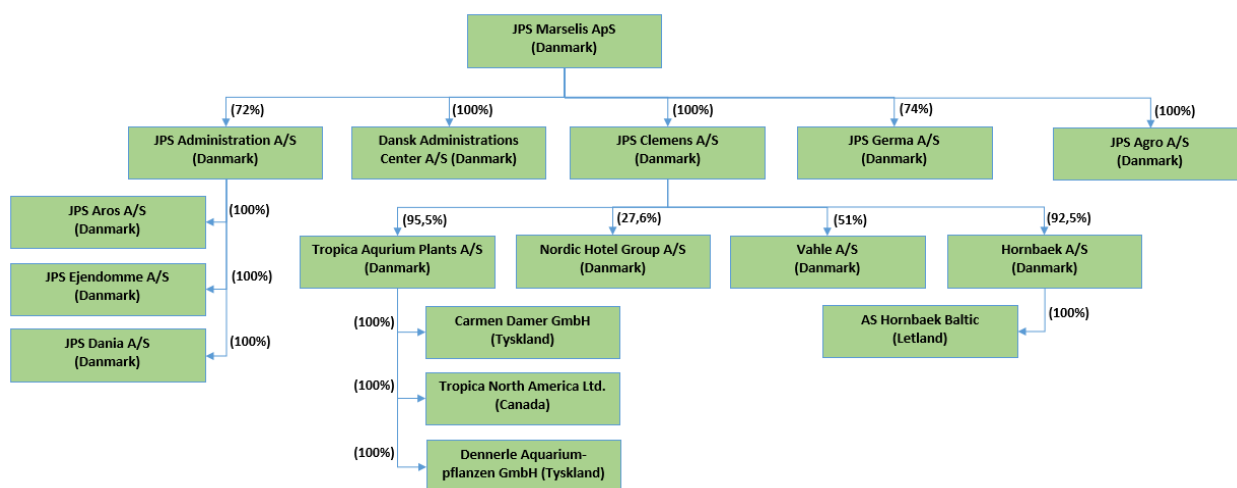 JPS Marselis ApS
(Danmark)
(72%)
(100%)
(100%)
(74%)
(100%)
JPS Administration A/S
(Danmark)
Dansk Administrations
Center A/S (Danmark)
JPS Clemens A/S
(Danmark)
JPS Germa A/S
(Danmark)
JPS Agro A/S
(Danmark)
JPS Aros A/S
(Danmark)
(100%)
JPS Ejendomme A/S
(Danmark)
(100%)
JPS Dania A/S
(Danmark)
(100%)
(95,5%)
(27,6%)
(51%)
(92,5%)
Tropica Aqurium Plants A/S
(Danmark)
Nordic Hotel Group A/S
(Danmark)
Vahle A/S
(Danmark)
Hornbaek A/S
(Danmark)
(100%)
Carmen Damer GmbH
(Tyskland)
(100%)
Tropica North America Ltd.
(Canada)
(100%)
Dennerle Aquarium-
pflanzen GmbH (Tyskland)
AS Hornbaek Baltic
(Letland)
(100%)